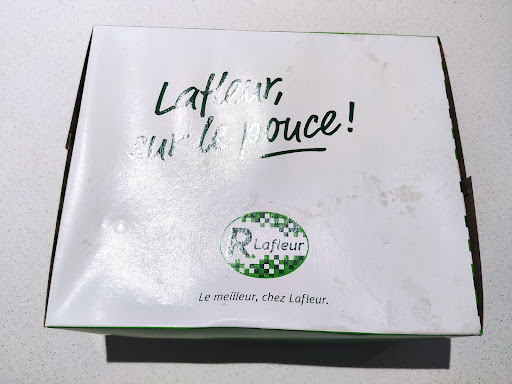 Lafleur,
sur le pouce!
R Lafleur
Le meilleur, chez Lafleur.